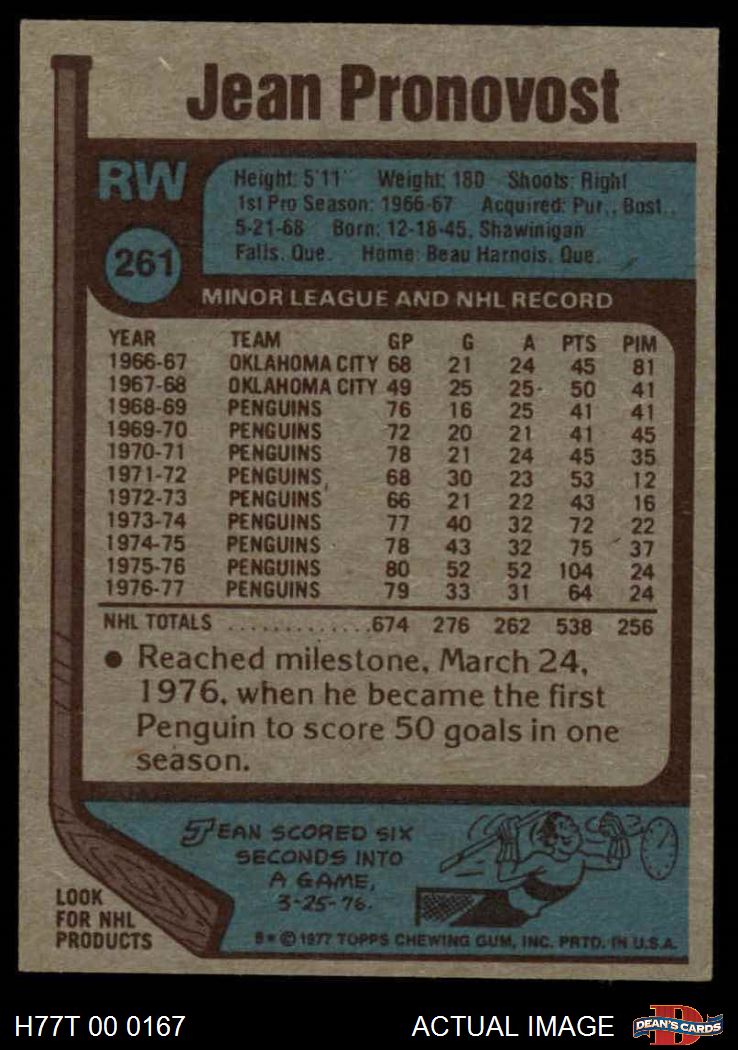 Jean Pronovost
RW
Height: 5'11" Weight: 180 Shoots: Right
1st Pro Season: 1966-67 Acquired: Pur., Bost.,
5-21-68 Born: 12-18-45, Shawinigan
Falls, Que. Home: Beau Harnois, Que.
261
MINOR LEAGUE AND NHL RECORD
YEAR TEAM GP G A PTS PIM
1966-67 OKLAHOMA CITY 68 21 24 45 81
1967-68 OKLAHOMA CITY 49 25 25 50 41
1968-69 PENGUINS 76 16 25 41 41
1969-70 PENGUINS 72 20 21 41 45
1970-71 PENGUINS 78 21 24 45 35
1971-72 PENGUINS 68 30 23 53 12
1972-73 PENGUINS 66 21 22 43 16
1973-74 PENGUINS 77 40 32 72 22
1974-75 PENGUINS 78 43 32 75 37
1975-76 PENGUINS 80 52 52 104 24
1976-77 PENGUINS 79 33 31 64 24
NHL TOTALS .............674 276 262 538 256
● Reached milestone, March 24,
1976, when he became the first
Penguin to score 50 goals in one
season.
JEAN SCORED SIX
SECONDS INTO
A GAME,
3-25-76.
LOOK
FOR NHL
PRODUCTS
B* © 1977 TOPPS CHEWING GUM, INC. PRTD. IN U.S.A.
H77T 00 0167 ACTUAL IMAGE DEAN'S CARDS